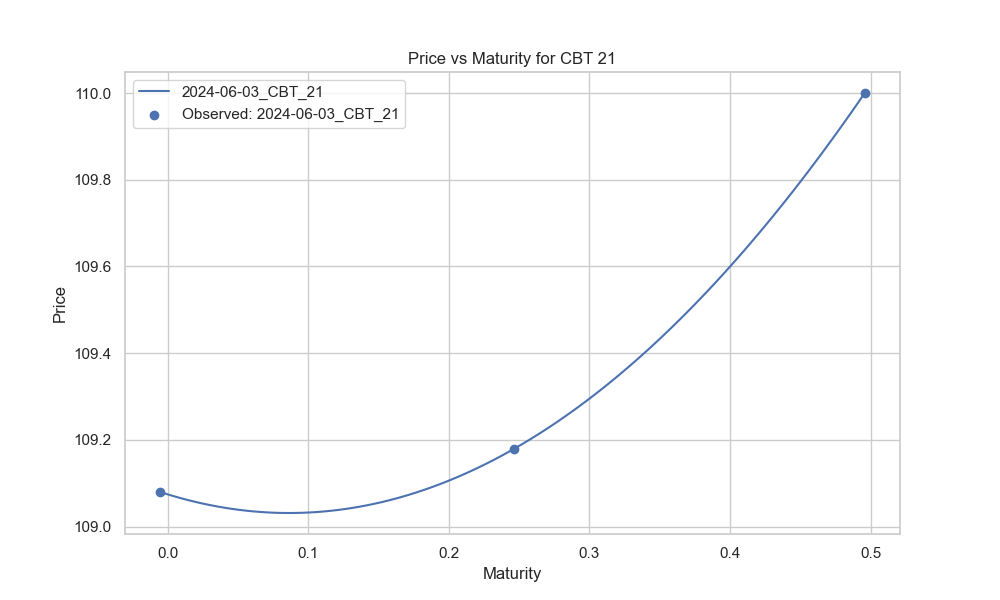 Price vs Maturity for CBT 21
2024-06-03_CBT_21
Observed: 2024-06-03_CBT_21
Price
110.0
109.8
109.6
109.4
109.2
109.0
0.0 0.1 0.2 0.3 0.4 0.5
Maturity